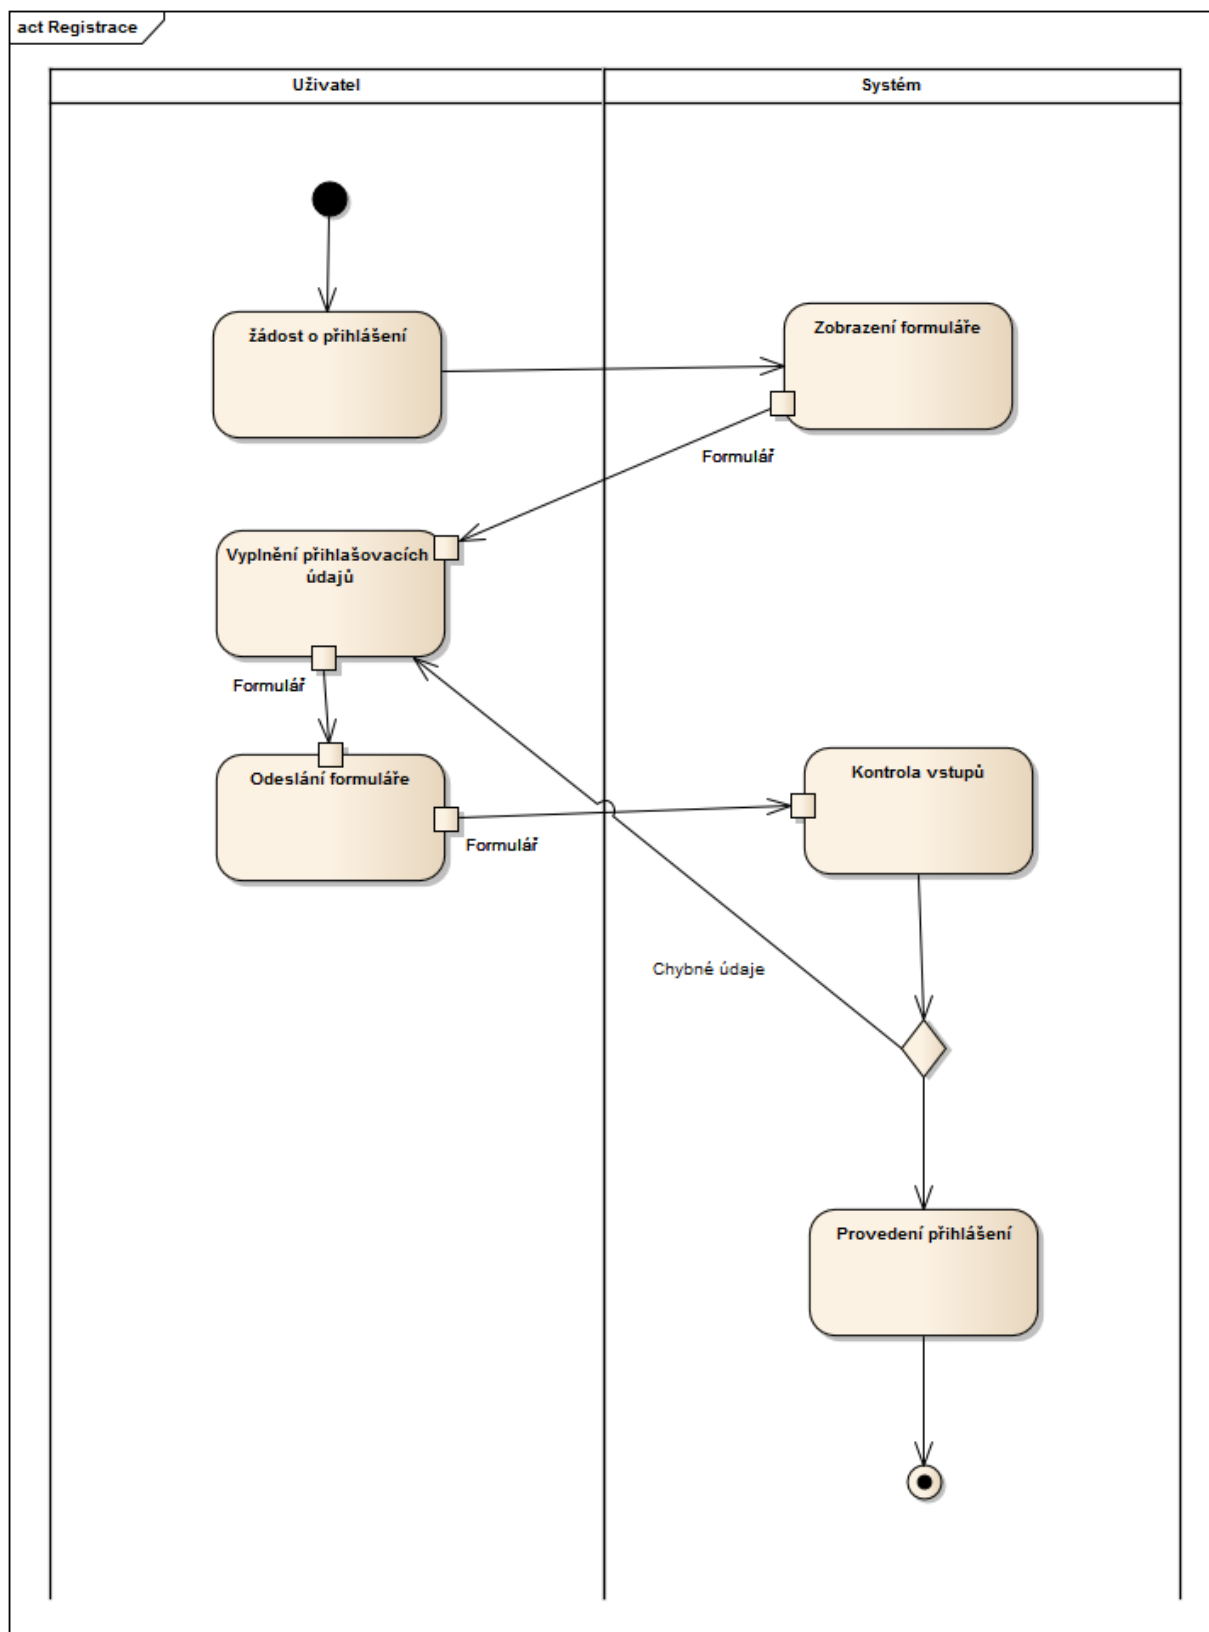 act Registrace
Uživatel
Systém
žádost o přihlášení
Zobrazení formuláře
Formulář
Vyplnění přihlašovacích
údajů
Formulář
Odeslání formuláře
Kontrola vstupů
Formulář
Chybné údaje
Provedení přihlášení